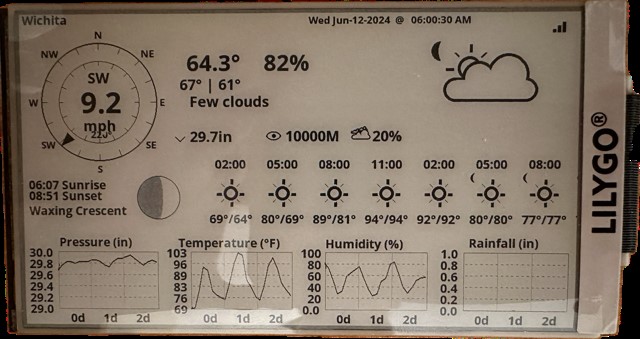 Wichita
Wed Jun-12-2024 @ 06:00:30 AM
N
NW NE
W E
SW SE
S
SW
9.2
mph
220°
64.3° 82%
67° | 61°
Few clouds
29.7in 10000M 20%
06:07 Sunrise
08:51 Sunset
Waxing Crescent
02:00 05:00 08:00 11:00 02:00 05:00 08:00
69°/64° 80°/69° 89°/81° 94°/94° 92°/92° 80°/80° 77°/77°
Pressure (in)
30.0
29.8
29.6
29.4
29.2
29.0
0d 1d 2d
Temperature (°F)
103
96
89
83
76
69
0d 1d 2d
Humidity (%)
100
80
60
40
20
0.0
0d 1d 2d
Rainfall (in)
1.0
0.8
0.6
0.4
0.2
0.0
0d 1d 2d
LILYGO®